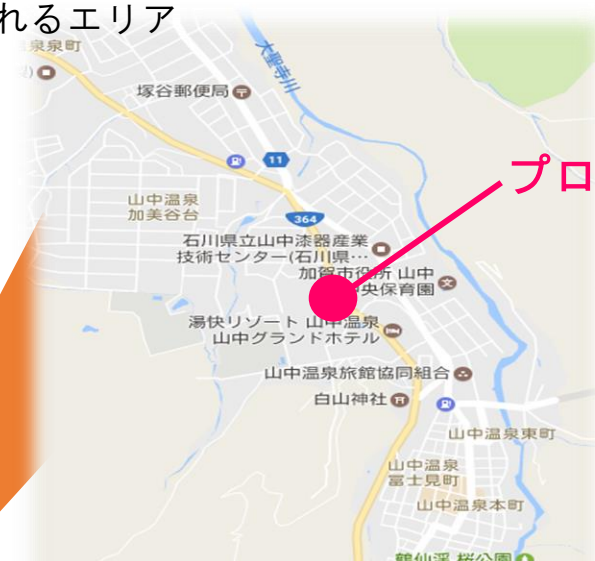 れるエリア
泉町
塚谷郵便局
大聖寺川
11
山中温泉
加美谷台
364
プロ
石川県立山中漆器産業
技術センター(石川県…
加賀市役所 山中
央保育園
湯快リゾート 山中温泉
山中グランドホテル
山中温泉旅館協同組合
白山神社
山中温泉東町
山中温泉
富士見町
山中温泉本町
鶴仙渓 桜公園